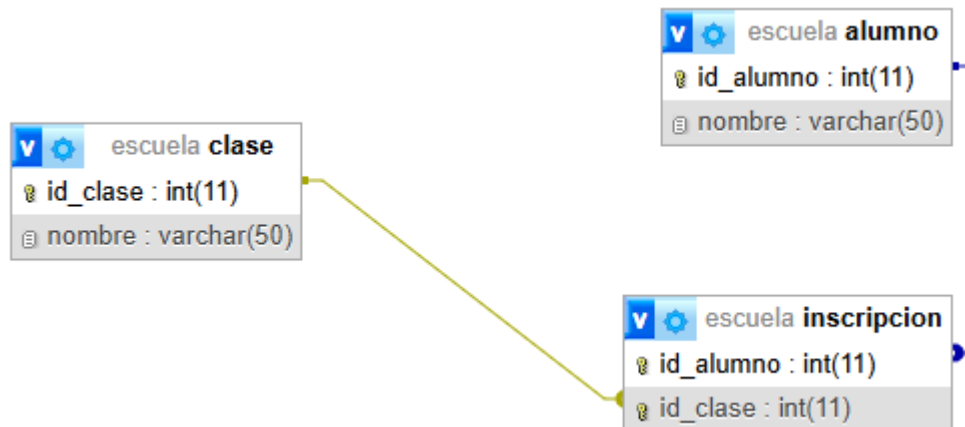 v escuela alumno
id_alumno : int(11)
nombre : varchar(50)
v escuela clase
id_clase : int(11)
nombre : varchar(50)
v escuela inscripcion
id_alumno : int(11)
id_clase : int(11)